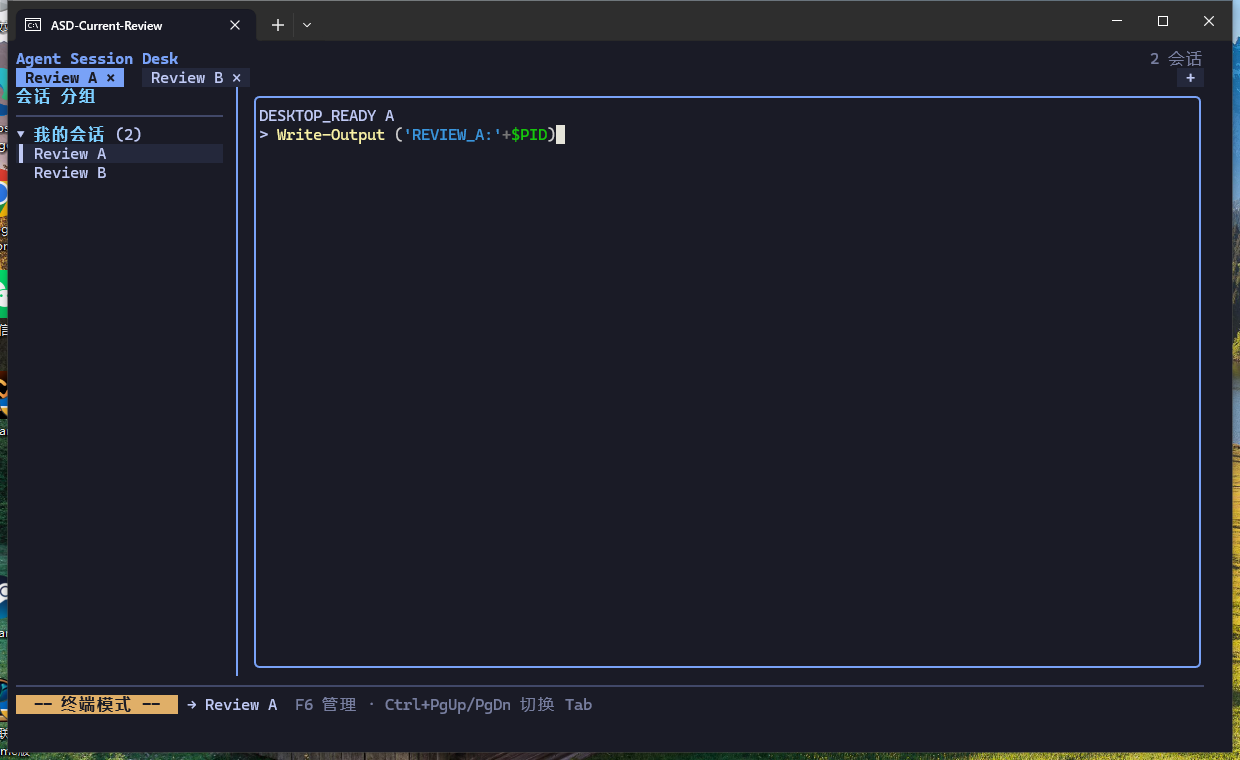 ASD-Current-Review
Agent Session Desk
2 会话
Review A ×
Review B ×
+
会话 分组
▾ 我的会话 (2)
Review A
Review B
DESKTOP_READY A
> Write-Output ('REVIEW_A:'+$PID)
-- 终端模式 --
→ Review A F6 管理 · Ctrl+PgUp/PgDn 切换 Tab